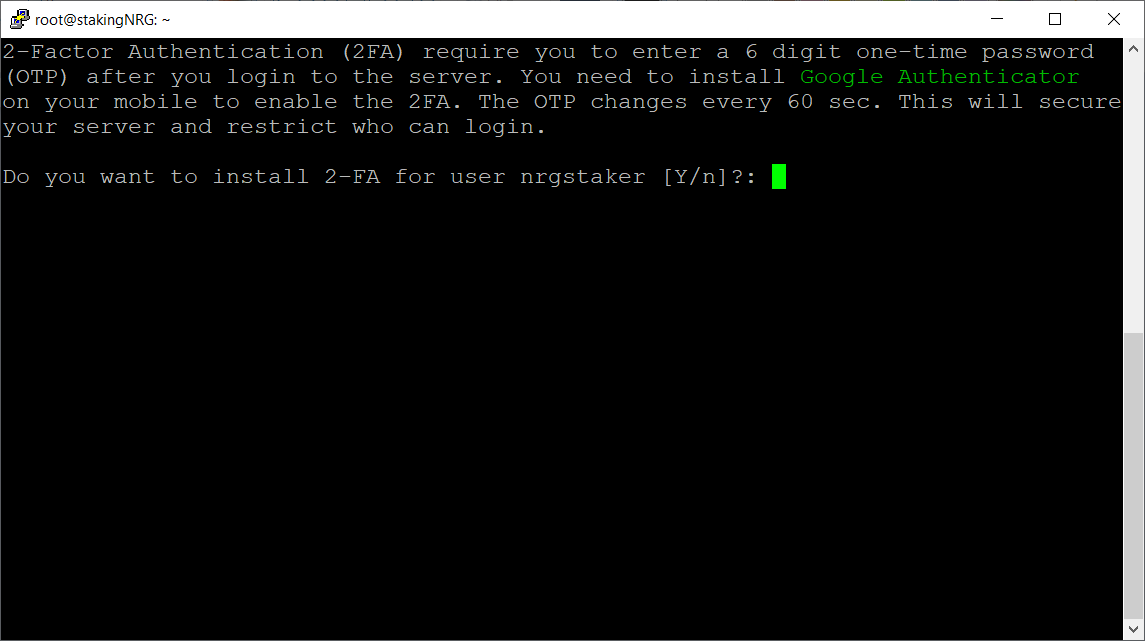 root@stakingNRG: ~
2-Factor Authentication (2FA) require you to enter a 6 digit one-time password
(OTP) after you login to the server. You need to install Google Authenticator
on your mobile to enable the 2FA. The OTP changes every 60 sec. This will secure
your server and restrict who can login.
Do you want to install 2-FA for user nrgstaker [Y/n]?: